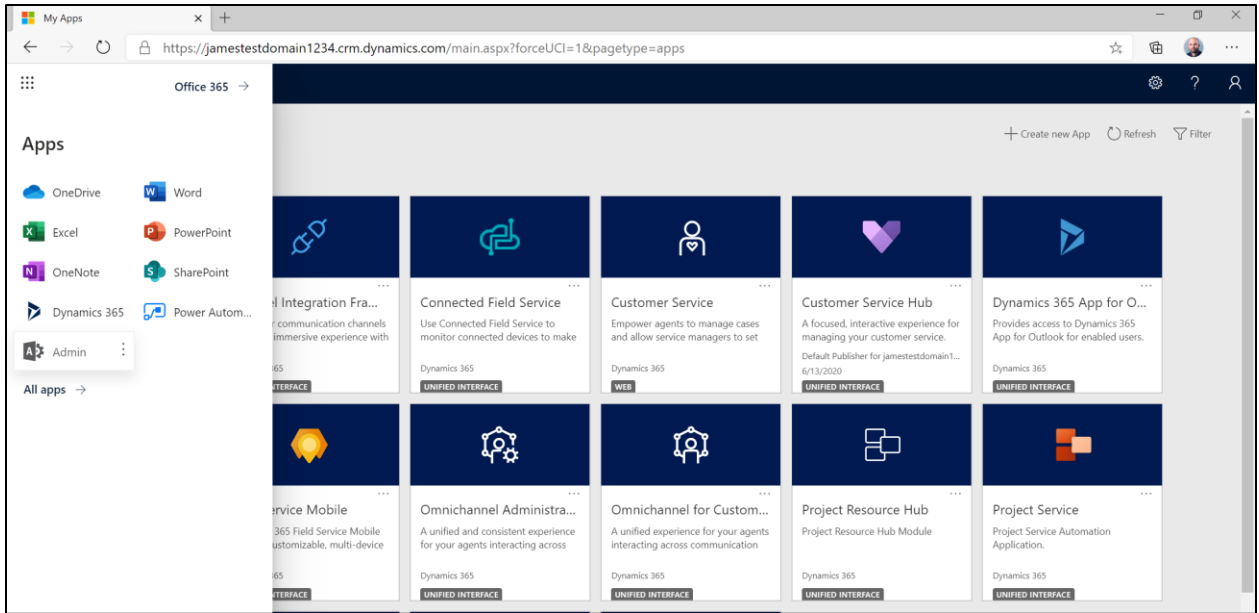 My Apps
https://jamestestdomain1234.crm.dynamics.com/main.aspx?forceUCI=1&pagetype=apps
Office 365
Apps
OneDrive
Word
Excel
PowerPoint
OneNote
SharePoint
Dynamics 365
Power Autom...
Admin
All apps
Create new App
Refresh
Filter
Integration Fra...
communication channels
immersive experience with
Connected Field Service
Use Connected Field Service to
monitor connected devices to make
Dynamics 365
UNIFIED INTERFACE
Customer Service
Empower agents to manage cases
and allow service managers to set
Dynamics 365
WEB
Customer Service Hub
A focused, interactive experience for
managing your customer service.
Default Publisher for jamestestdomain1...
6/13/2020
UNIFIED INTERFACE
Dynamics 365 App for O...
Provides access to Dynamics 365
App for Outlook for enabled users.
Dynamics 365
UNIFIED INTERFACE
ervice Mobile
365 Field Service Mobile
ustomizable, multi-device
65
TERFACE
Omnichannel Administra...
A unified and consistent experience
for your agents interacting across
Dynamics 365
UNIFIED INTERFACE
Omnichannel for Custom...
A unified experience for your agents
interacting across communication
Dynamics 365
UNIFIED INTERFACE
Project Resource Hub
Project Resource Hub Module
Dynamics 365
UNIFIED INTERFACE
Project Service
Project Service Automation
Application.
Dynamics 365
UNIFIED INTERFACE